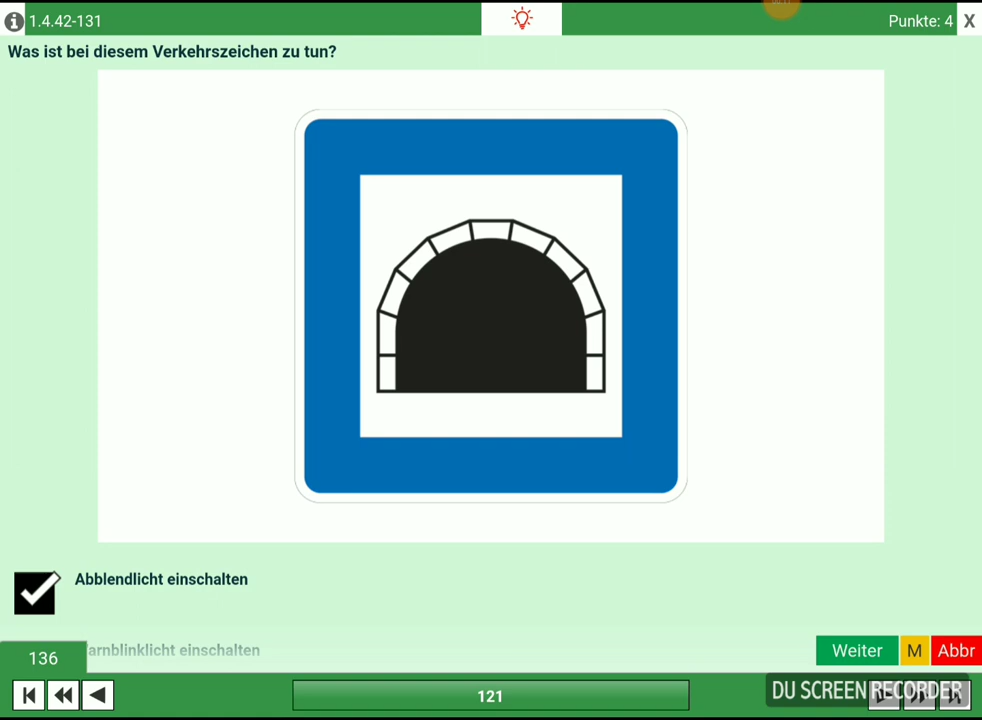 1.4.42-131
Punkte: 4 X
Was ist bei diesem Verkehrszeichen zu tun?
Abblendlicht einschalten
arnblinklicht einschalten
136
Weiter M Abbr
121
DU SCREEN RECORDER